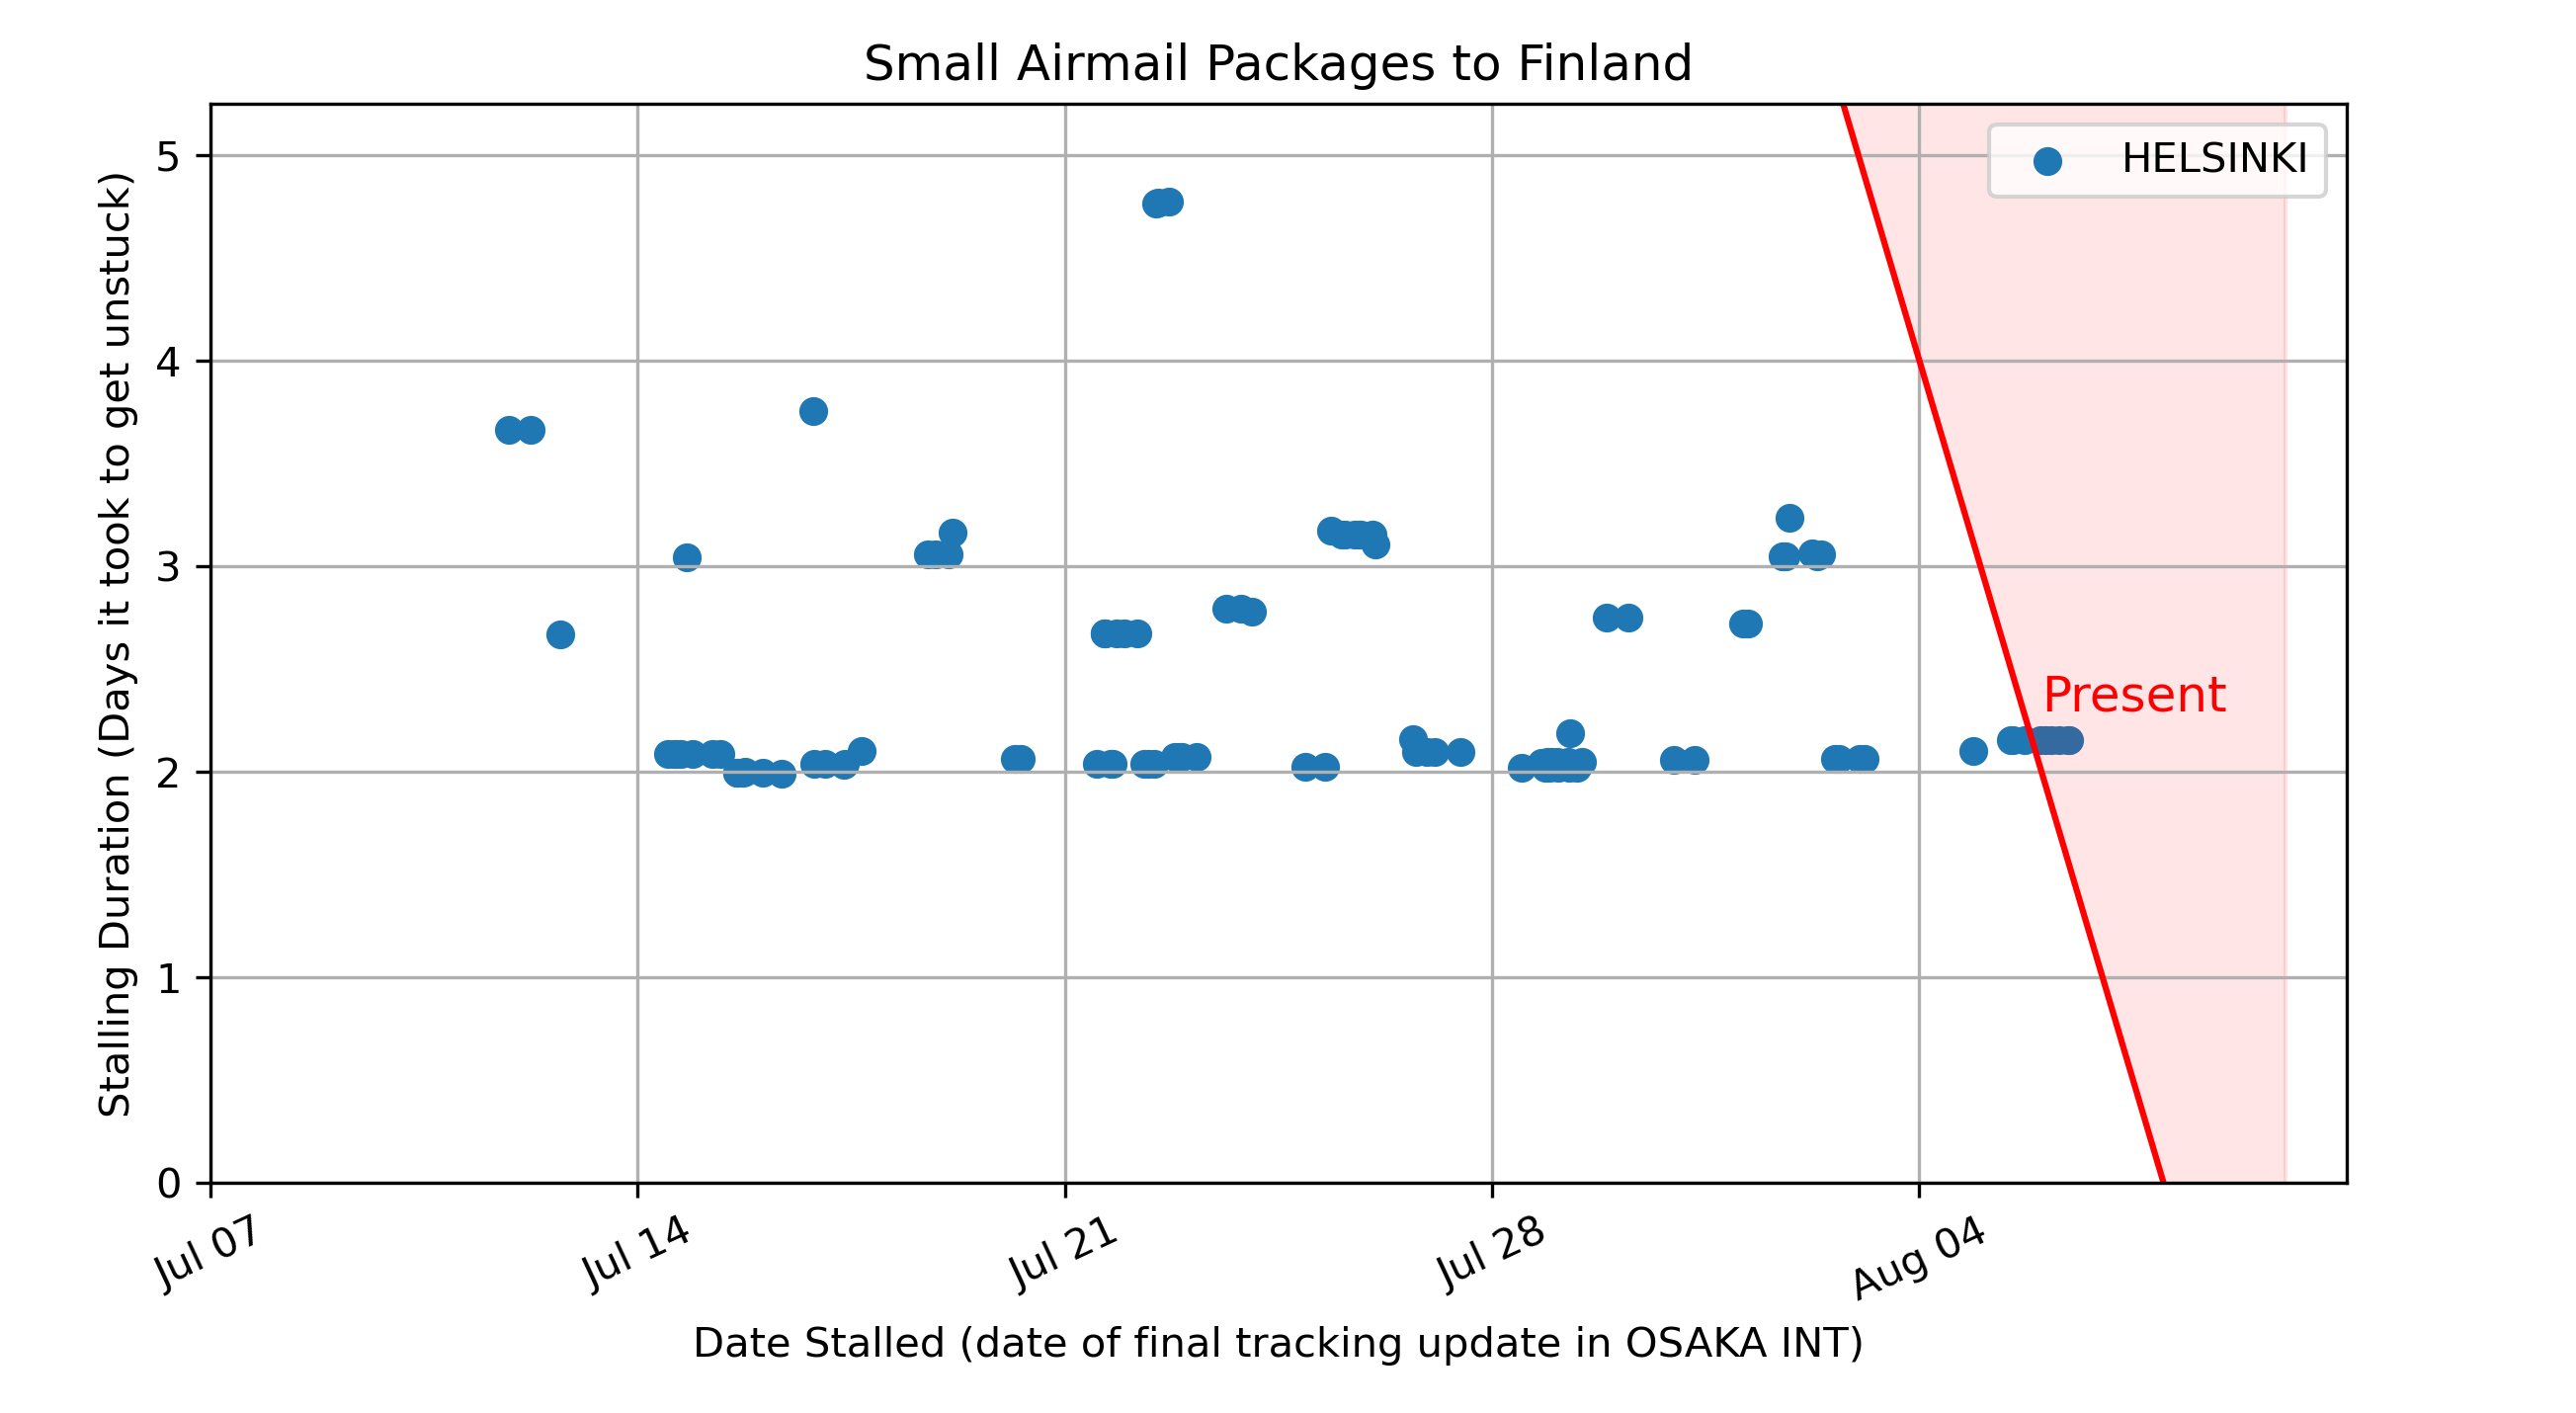 Small Airmail Packages to Finland
HELSINKI
Present
Stalling Duration (Days it took to get unstuck)
5
4
3
2
1
0
Jul 07
Jul 14
Jul 21
Jul 28
Aug 04
Date Stalled (date of final tracking update in OSAKA INT)